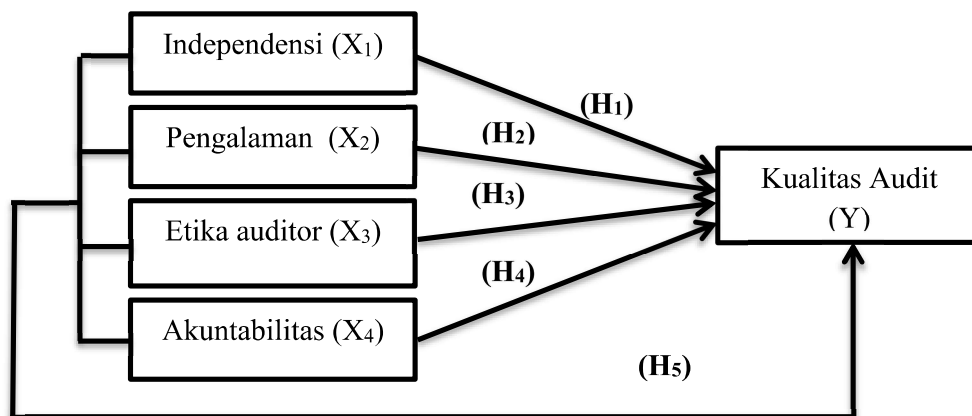 Independensi (X₁)
(H₁)
Pengalaman (X₂)
(H₂)
Kualitas Audit
(Y)
(H₃)
Etika auditor (X₃)
(H₄)
Akuntabilitas (X₄)
(H₅)